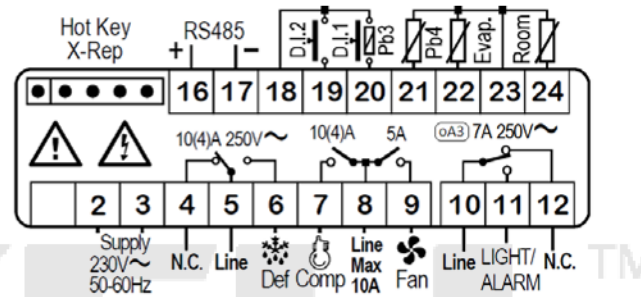 Hot Key
X-Rep
RS485
+ –
D.I.2
D.I.1
Pb3
Pb4
Evap.
Room
16 17 18 19 20 21 22 23 24
10(4)A 250V~
10(4)A
5A
oA3 7A 250V~
2 3 4 5 6 7 8 9 10 11 12
Supply
230V~
50-60Hz
N.C.
Line
Def
Comp
Line
Max
10A
Fan
Line
LIGHT/
ALARM
N.C.
TM